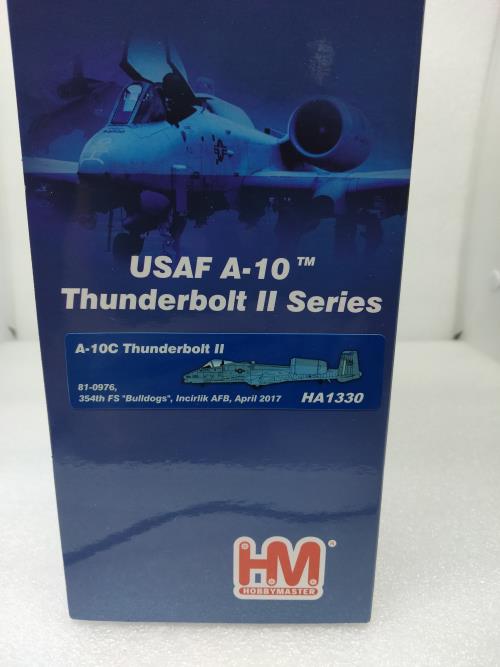 USAF A-10™
Thunderbolt II Series
A-10C Thunderbolt II
81-0976,
354th FS "Bulldogs", Incirlik AFB, April 2017
HA1330
HM®
HOBBYMASTER